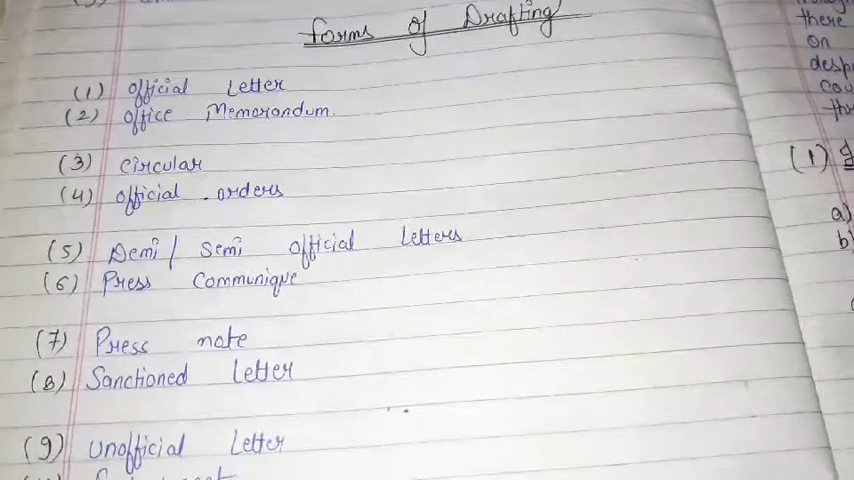 Forms of Drafting
(1) official Letter
(2) office Memorandum.
(3) circular
(4) official orders
(5) Demi/ Semi official Letters
(6) Press Communique
(7) Press note
(8) Sanctioned Letter
(9) unofficial Letter
there
on
(1)
a)
b)